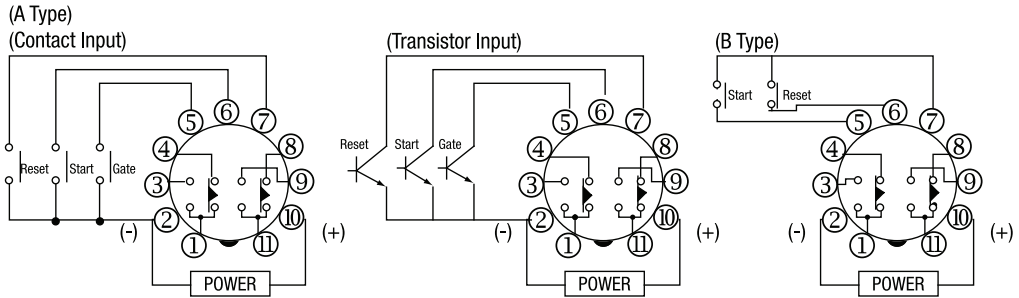 (A Type)
(Contact Input)
Reset
Start
Gate
⑤
⑥
⑦
④
⑧
③
⑨
②
⑩
①
⑪
(-)
(+)
POWER
(Transistor Input)
Reset
Start
Gate
⑤
⑥
⑦
④
⑧
③
⑨
②
⑩
①
⑪
(-)
(+)
POWER
(B Type)
Start
Reset
⑤
⑥
⑦
④
⑧
③
⑨
②
⑩
①
⑪
(-)
(+)
POWER